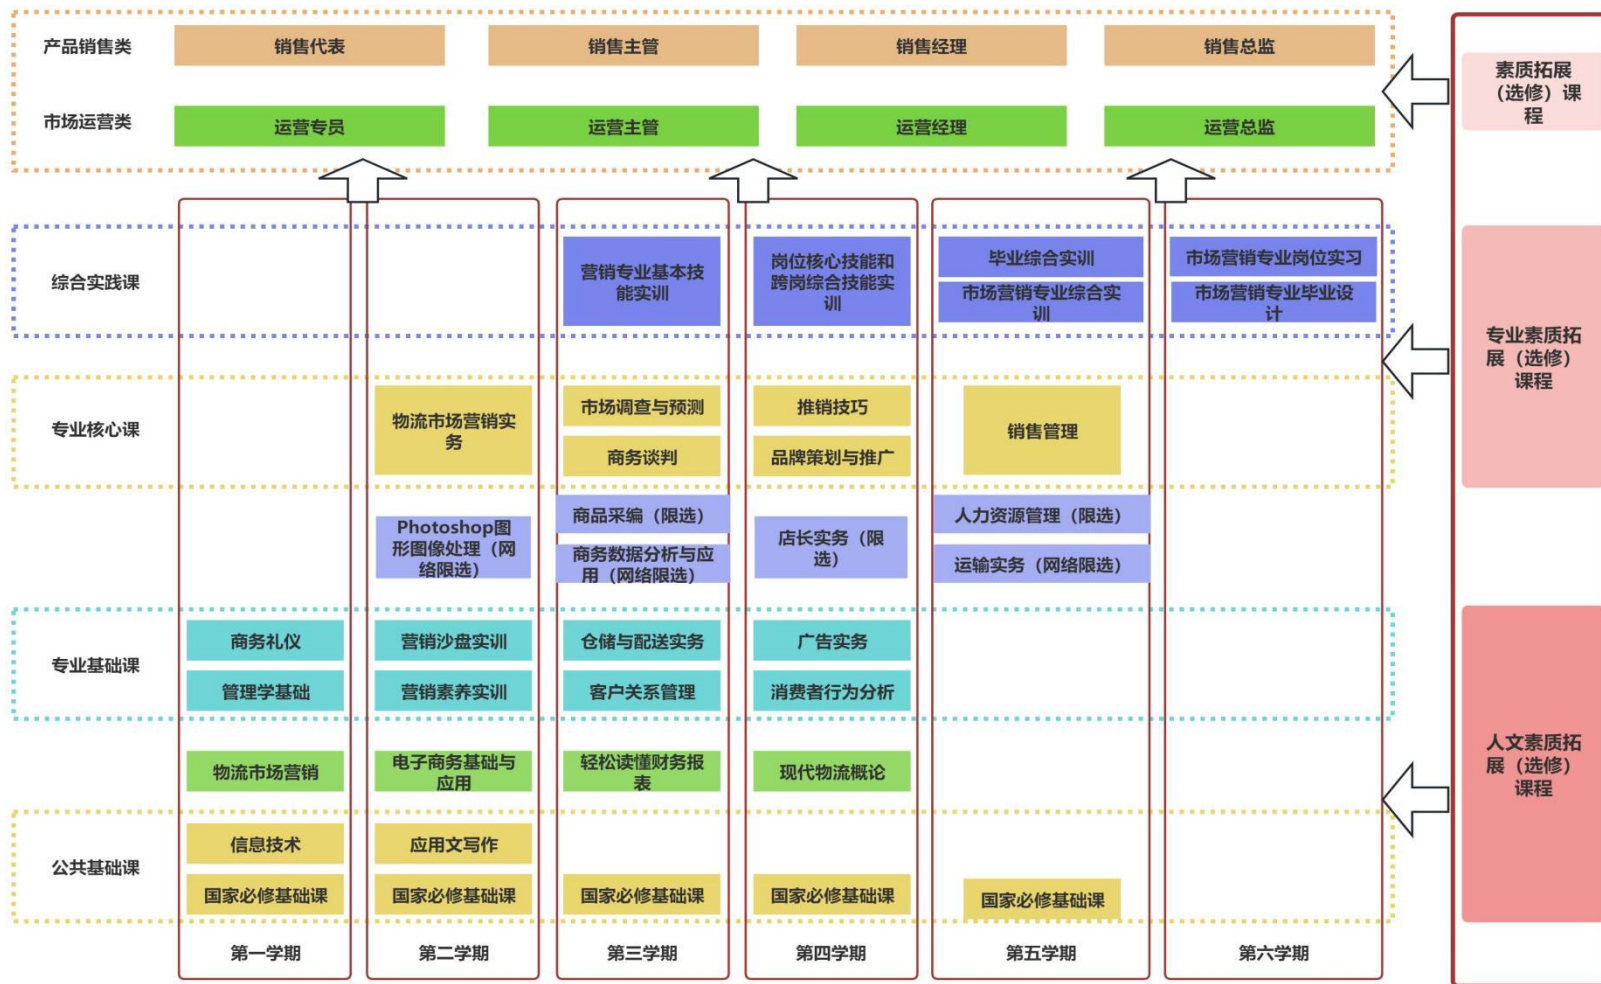 产品销售类
销售代表
销售主管
销售经理
销售总监
市场运营类
运营专员
运营主管
运营经理
运营总监
综合实践课
营销专业基本技
能实训
岗位核心技能和
跨岗综合技能实
训
毕业综合实训
市场营销专业综合实
训
市场营销专业岗位实习
市场营销专业毕业设
计
专业核心课
物流市场营销实
务
市场调查与预测
商务谈判
推销技巧
品牌策划与推广
销售管理
Photoshop图
形图像处理（网
络限选）
商品采编（限选）
商务数据分析与应
用（网络限选）
店长实务（限
选）
人力资源管理（限选）
运输实务（网络限选）
专业基础课
商务礼仪
管理学基础
营销沙盘实训
营销素养实训
仓储与配送实务
客户关系管理
广告实务
消费者行为分析
物流市场营销
电子商务基础与
应用
轻松读懂财务报
表
现代物流概论
公共基础课
信息技术
国家必修基础课
应用文写作
国家必修基础课
国家必修基础课
国家必修基础课
国家必修基础课
第一学期
第二学期
第三学期
第四学期
第五学期
第六学期
素质拓展
（选修）课
程
专业素质拓
展（选修）
课程
人文素质拓
展（选修）
课程